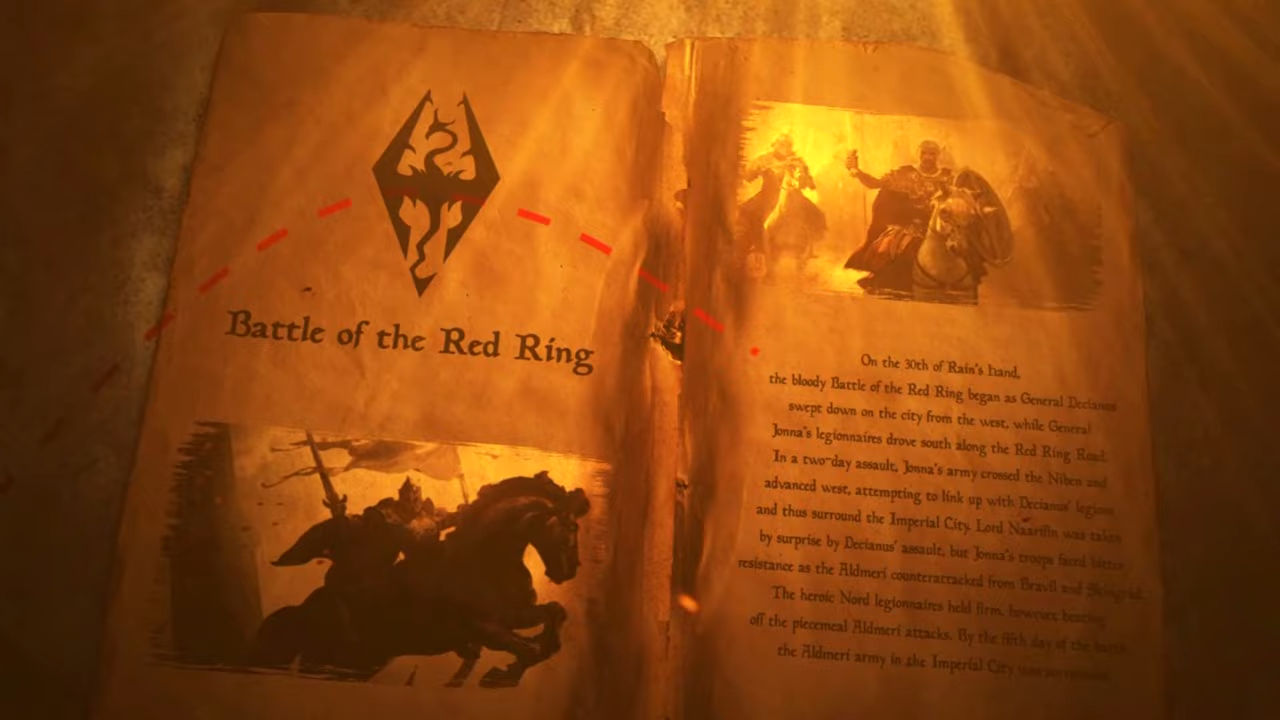 Battle of the Red Ring
On the 30th of Rain's hand,
the bloody Battle of the Red Ring began as General Decianus
swept down on the city from the west, while General
Jonna's legionnaires drove south along the Red Ring Road.
In a two-day assault, Jonna's army crossed the Niben and
advanced west, attempting to link up with Decianus' legions
and thus surround the Imperial City. Lord Naarifin was taken
by surprise by Decianus' assault, but Jonna's troops faced bitter
resistance as the Aldmeri counterattacked from Bravil and Skingrad.
The heroic Nord legionnaires held firm, however, beating
off the piecemeal Aldmeri attacks. By the fifth day of the battle,
the Aldmeri army in the Imperial City was